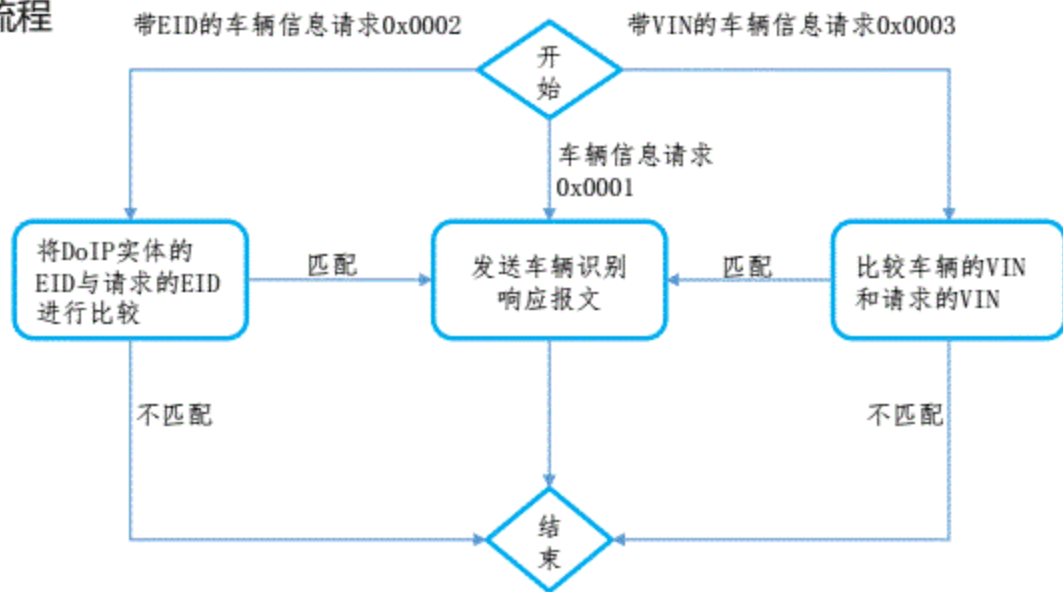 流程
带EID的车辆信息请求0x0002
带VIN的车辆信息请求0x0003
开
始
车辆信息请求
0x0001
将DoIP实体的
EID与请求的EID
进行比较
匹配
发送车辆识别
响应报文
匹配
比较车辆的VIN
和请求的VIN
不匹配
不匹配
结
束